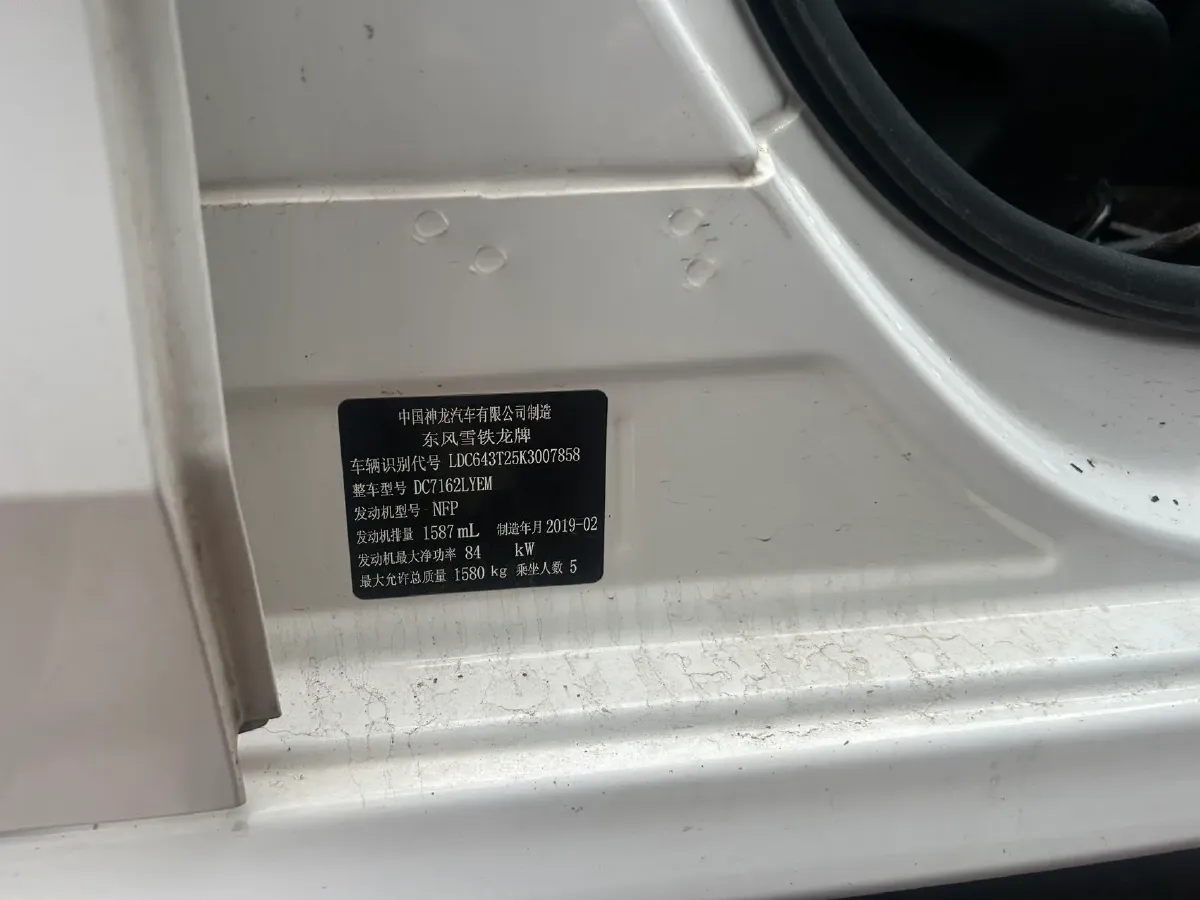 中国神龙汽车有限公司制造
东风雪铁龙牌
车辆识别代号 LDC643T25K3007858
整车型号 DC7162LYEM
发动机型号 NFP
发动机排量 1587mL 制造年月 2019-02
发动机最大净功率 84 kW
最大允许总质量 1580 kg 乘坐人数 5